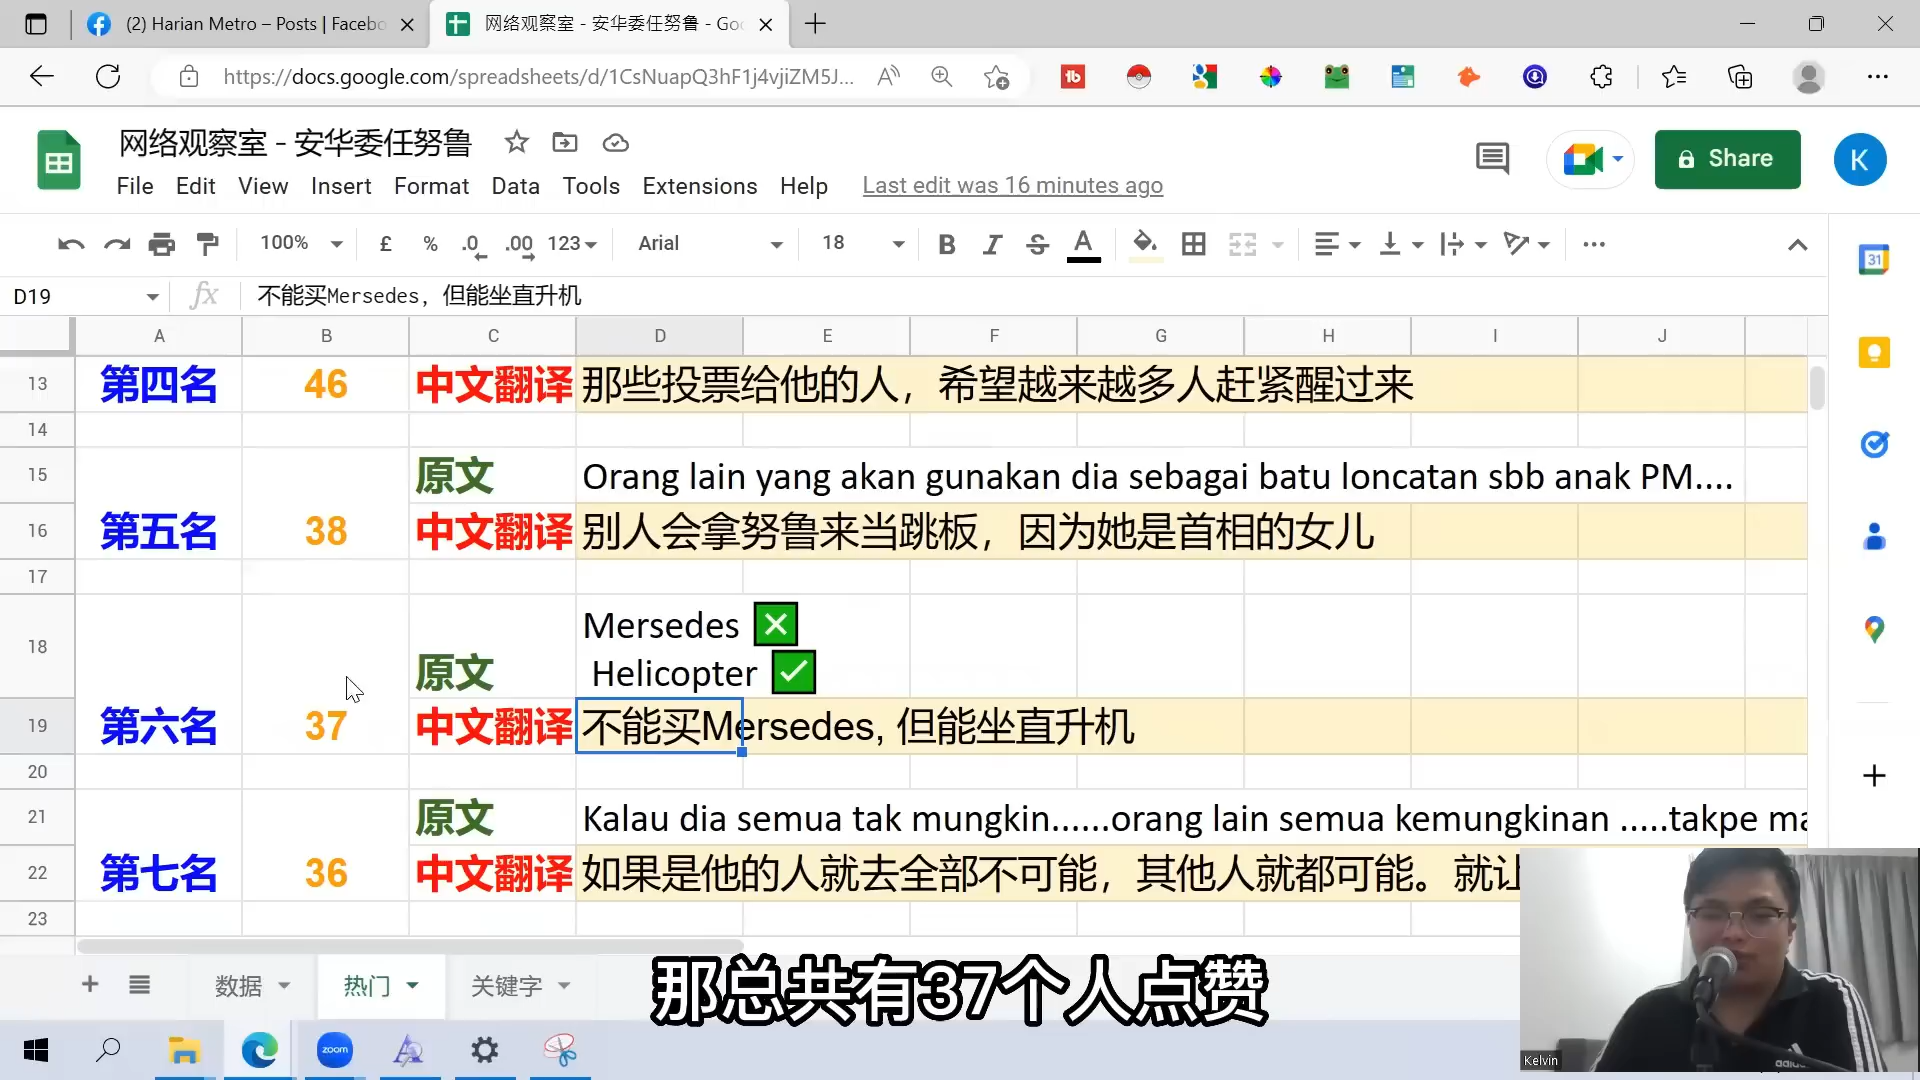 (2) Harian Metro – Posts | Facebo
网络观察室 - 安华委任努鲁 - Goo
https://docs.google.com/spreadsheets/d/1CsNuapQ3hF1j4vjiZM5J...
网络观察室 - 安华委任努鲁
File Edit View Insert Format Data Tools Extensions Help Last edit was 16 minutes ago
Share
K
100% £ % .0 .00 123 Arial 18 B I S A
31
D19 fx 不能买Mersedes，但能坐直升机
A B C D E F G H I J
13 第四名 46 中文翻译 那些投票给他的人，希望越来越多人赶紧醒过来
14
15 原文 Orang lain yang akan gunakan dia sebagai batu loncatan sbb anak PM....
16 第五名 38 中文翻译 别人会拿努鲁来当跳板，因为她是首相的女儿
17
18 原文 Mersedes ❎
Helicopter ✅
19 第六名 37 中文翻译 不能买Mersedes, 但能坐直升机
20
21 原文 Kalau dia semua tak mungkin......orang lain semua kemungkinan .....takpe ma
22 第七名 36 中文翻译 如果是他的人就去全部不可能，其他人就都可能。就让
23
数据 热门 关键字
那总共有37个人点赞
zoom
Kelvin
adidas